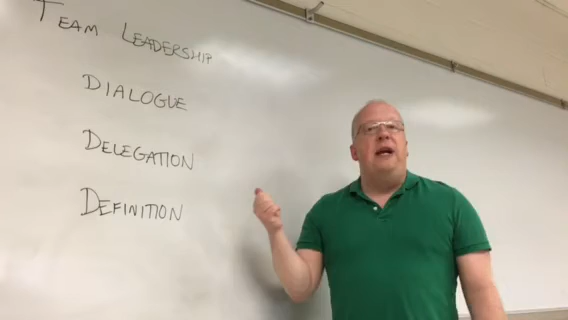 TEAM LEADERSHIP
DIALOGUE
DELEGATION
DEFINITION